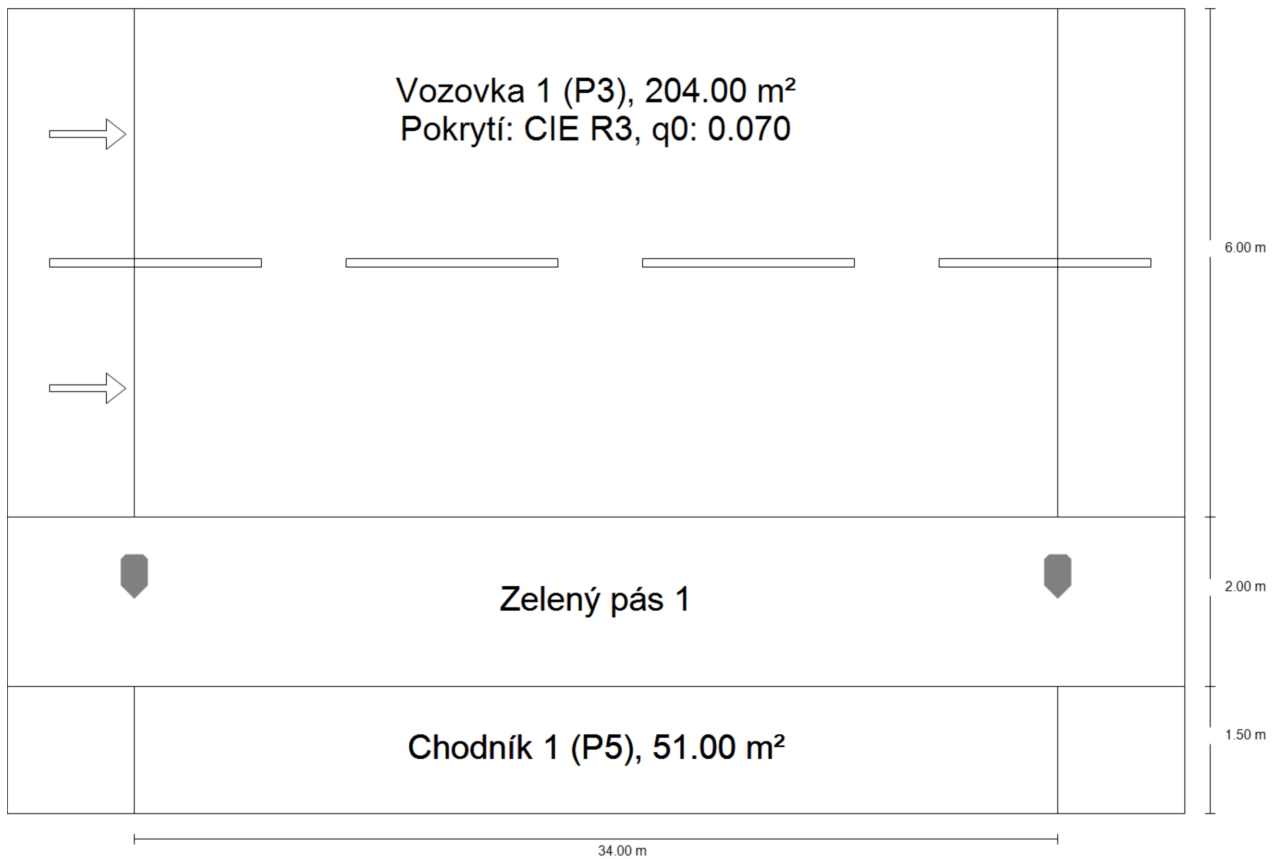 Vozovka 1 (P3), 204.00 m²
Pokrytí: CIE R3, q0: 0.070
6.00 m
Zelený pás 1
2.00 m
Chodník 1 (P5), 51.00 m²
1.50 m
34.00 m